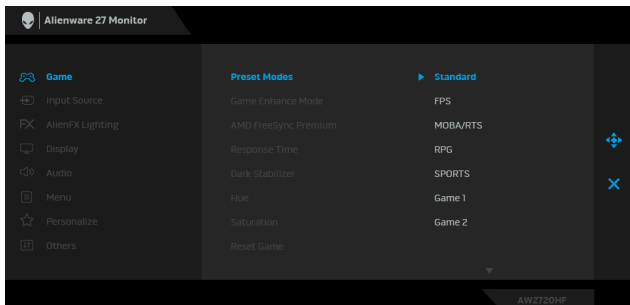 Alienware 27 Monitor
Game
Input Source
AlienFX Lighting
Display
Audio
Menu
Personalize
Others
Preset Modes
Game Enhance Mode
AMD FreeSync Premium
Response Time
Dark Stabilizer
Hue
Saturation
Reset Game
Standard
FPS
MOBA/RTS
RPG
SPORTS
Game 1
Game 2
AW2720HF